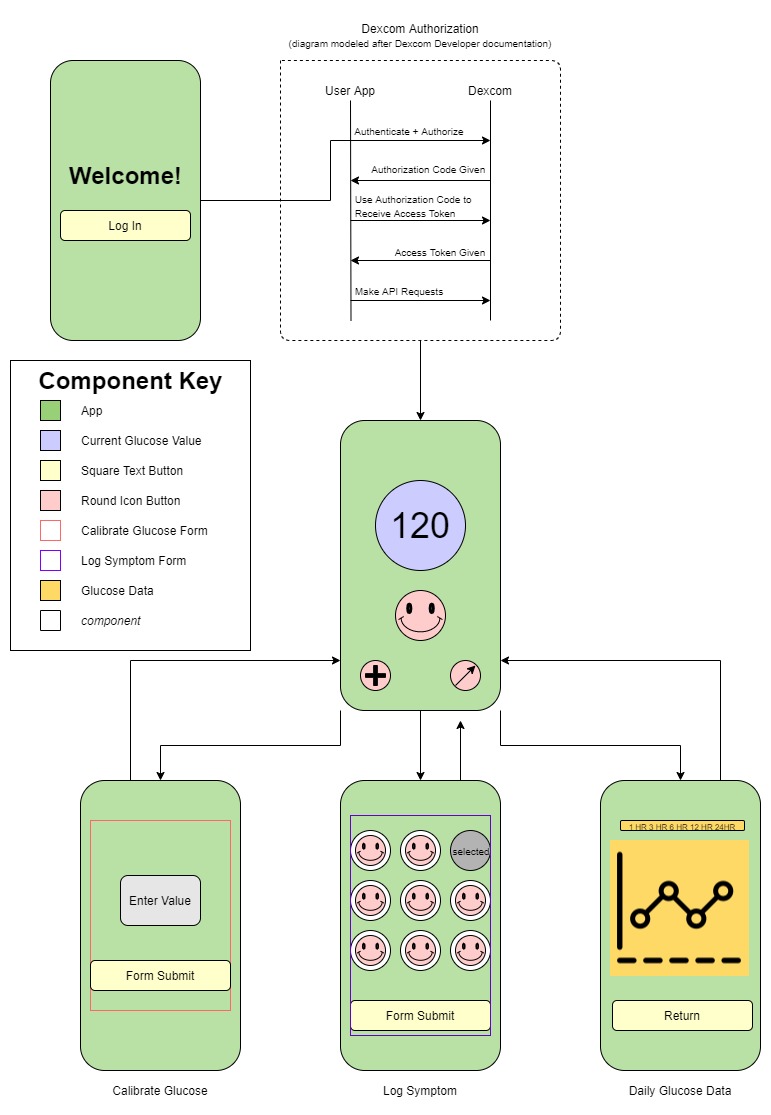 Dexcom Authorization
(diagram modeled after Dexcom Developer documentation)
User App
Dexcom
Authenticate + Authorize
Authorization Code Given
Use Authorization Code to
Receive Access Token
Access Token Given
Make API Requests
Welcome!
Log In
Component Key
App
Current Glucose Value
Square Text Button
Round Icon Button
Calibrate Glucose Form
Log Symptom Form
Glucose Data
component
120
Enter Value
Form Submit
Calibrate Glucose
selected
Form Submit
Log Symptom
1 HR 3 HR 6 HR 12 HR 24HR
Return
Daily Glucose Data